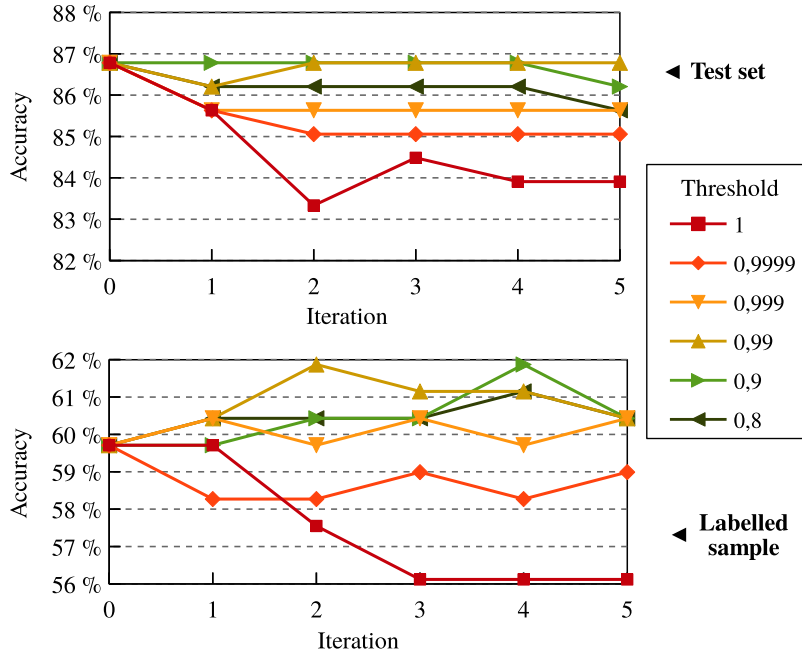 88 %
87 %
86 %
85 %
84 %
83 %
82 %
Accuracy
0 1 2 3 4 5
Iteration
◄ Test set
Threshold
1
0,9999
0,999
0,99
0,9
0,8
62 %
61 %
60 %
59 %
58 %
57 %
56 %
Accuracy
0 1 2 3 4 5
Iteration
◄ Labelled
sample